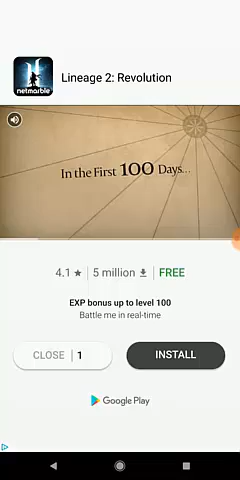 netmarble
Lineage 2: Revolution
In the First 100 Days...
4.1 ★ | 5 million | FREE
EXP bonus up to level 100
Battle me in real-time
CLOSE | 1
INSTALL
Google Play